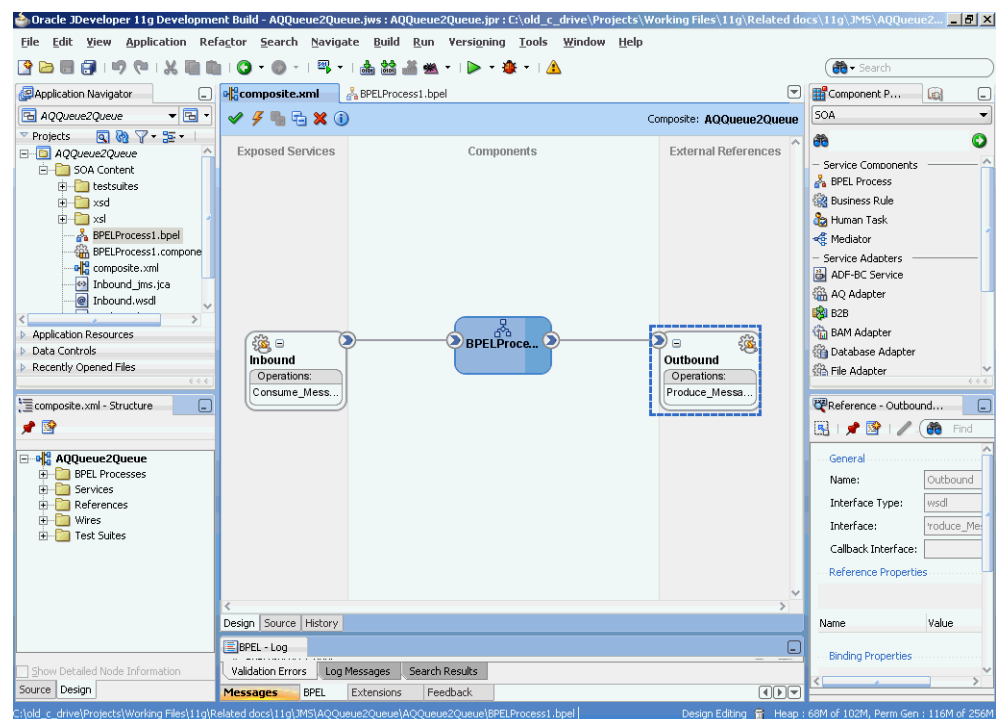 Oracle JDeveloper 11g Development Build - AQQueue2Queue.jws : AQQueue2Queue.jpr : C:\old_c_drive\Projects\Working Files\11g\Related docs\11g\JMS\AQQueue2...
File Edit View Application Refactor Search Navigate Build Run Versioning Tools Window Help
Search
Application Navigator
AQQueue2Queue
Projects
AQQueue2Queue
SOA Content
testsuites
xsd
xsl
BPELProcess1.bpel
BPELProcess1.compone
composite.xml
Inbound_jms.jca
Inbound.wsdl
Application Resources
Data Controls
Recently Opened Files
composite.xml - Structure
AQQueue2Queue
BPEL Processes
Services
References
Wires
Test Suites
Show Detailed Node Information
Source Design
composite.xml BPELProcess1.bpel
Composite: AQQueue2Queue
Exposed Services Components External References
Inbound
Operations:
Consume_Mess...
BPELProce...
Outbound
Operations:
Produce_Messa...
Design Source History
BPEL - Log
Validation Errors Log Messages Search Results
Messages BPEL Extensions Feedback
Component P...
SOA
Service Components
BPEL Process
Business Rule
Human Task
Mediator
Service Adapters
ADF-BC Service
AQ Adapter
B2B
BAM Adapter
Database Adapter
File Adapter
Reference - Outboun...
Find
General
Name: Outbound
Interface Type: wsdl
Interface: roduce_Me
Callback Interface:
Reference Properties
Name Value
Binding Properties
C:\old_c_drive\Projects\Working Files\11g\Related docs\11g\JMS\AQQueue2Queue\AQQueue2Queue\BPELProcess1.bpel
Design Editing Heap : 68M of 102M, Perm Gen : 116M of 256M